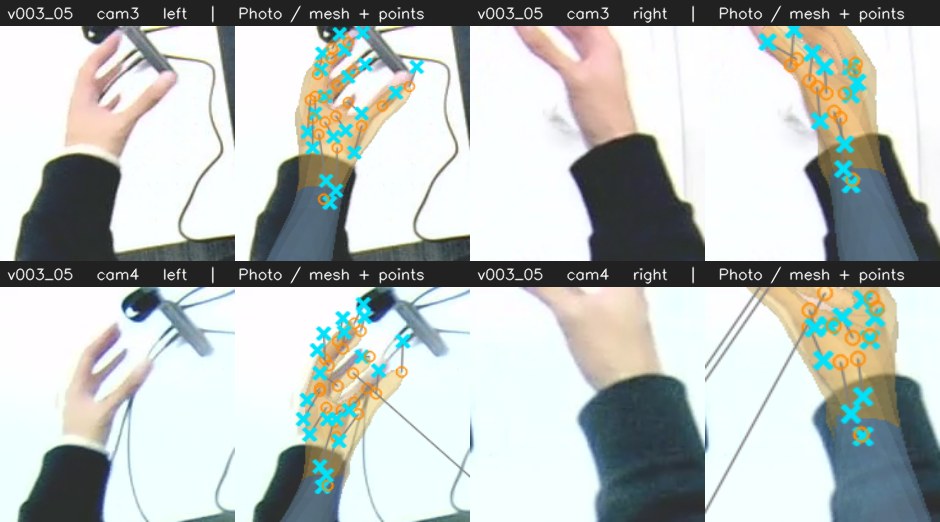 v003_05 cam3 left | Photo / mesh + points
v003_05 cam3 right | Photo / mesh + points
v003_05 cam4 left | Photo / mesh + points
v003_05 cam4 right | Photo / mesh + points